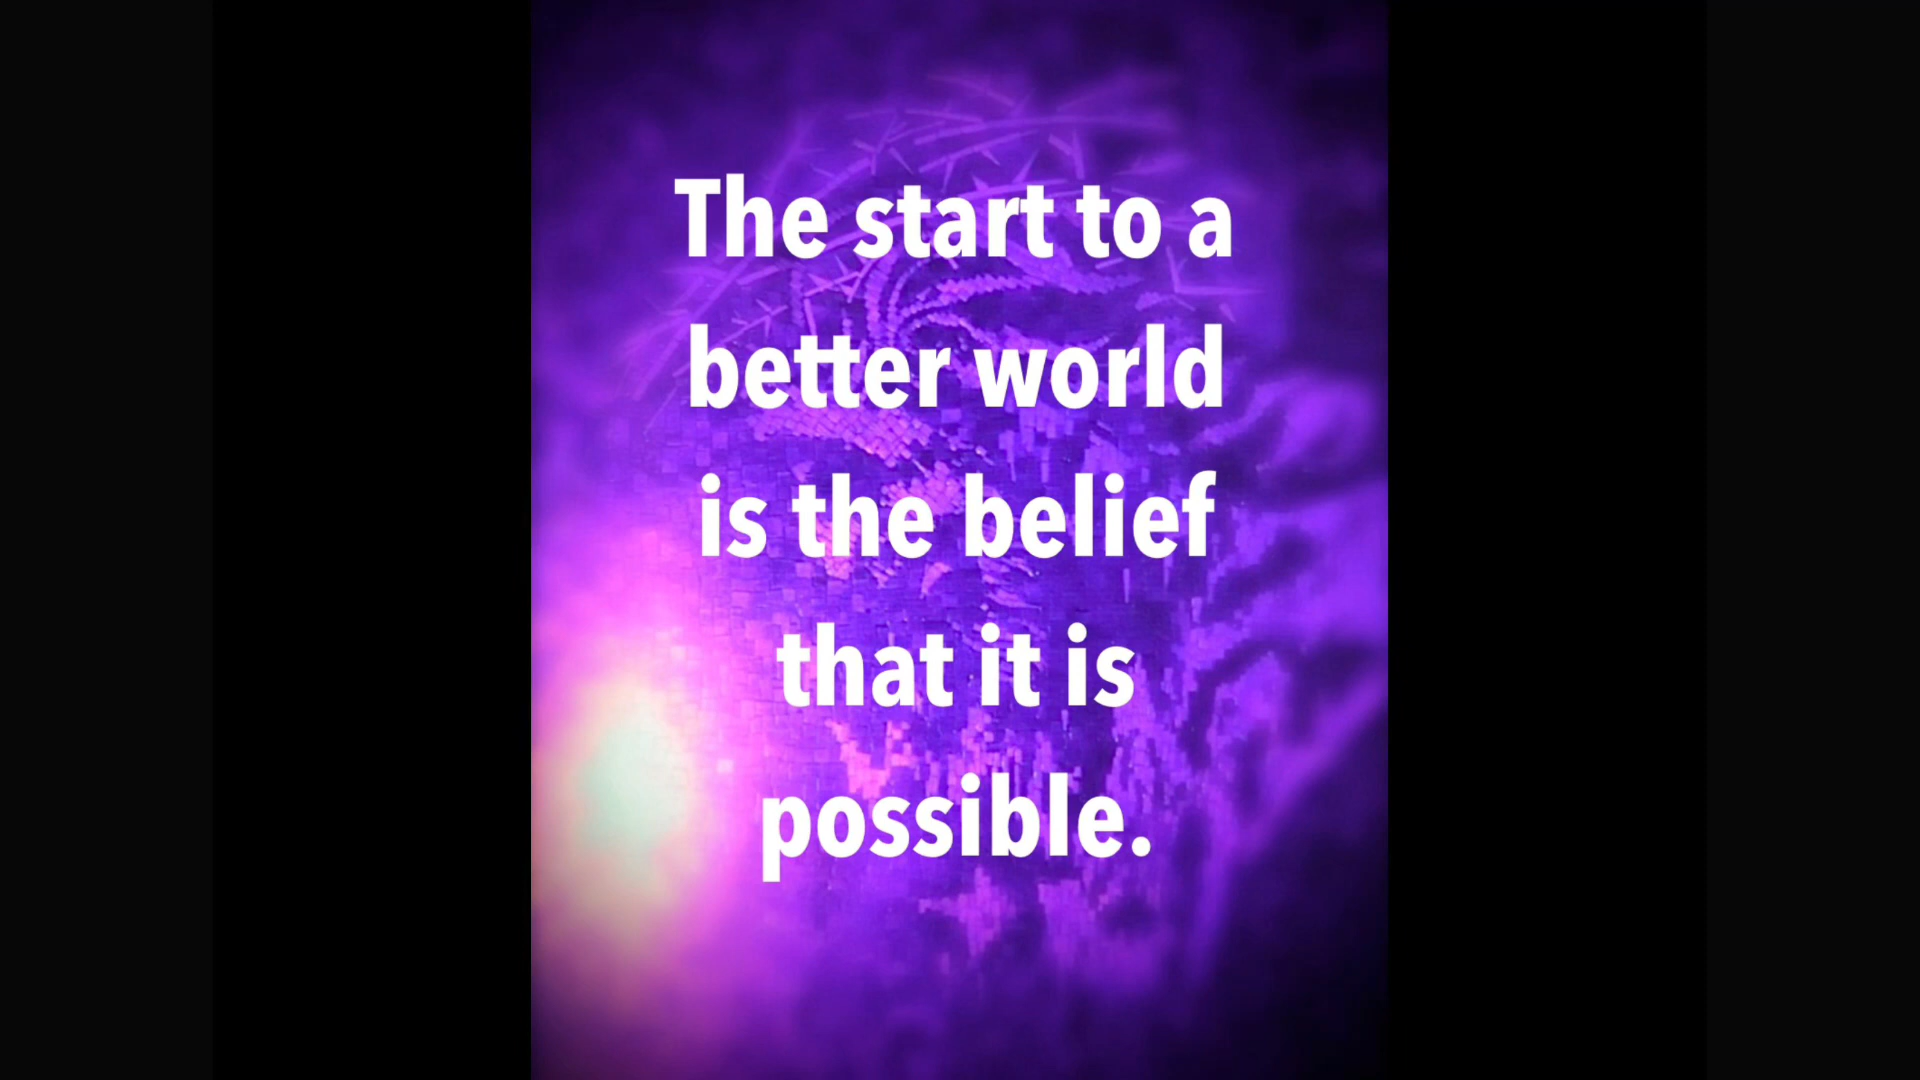 The start to a
better world
is the belief
that it is
possible.